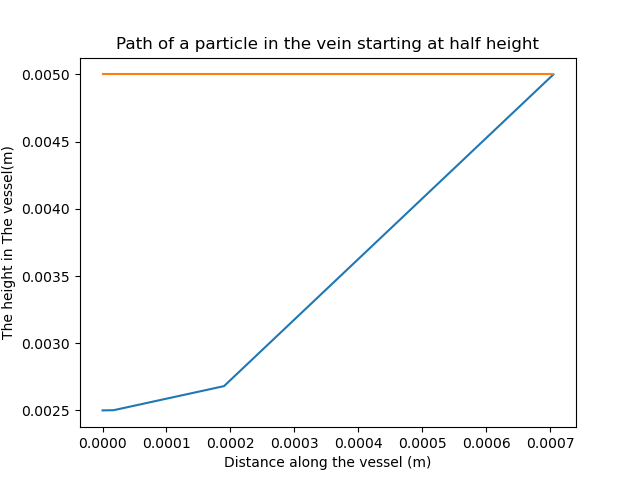 Path of a particle in the vein starting at half height
0.0050
0.0045
0.0040
0.0035
0.0030
0.0025
The height in The vessel(m)
0.0000 0.0001 0.0002 0.0003 0.0004 0.0005 0.0006 0.0007
Distance along the vessel (m)